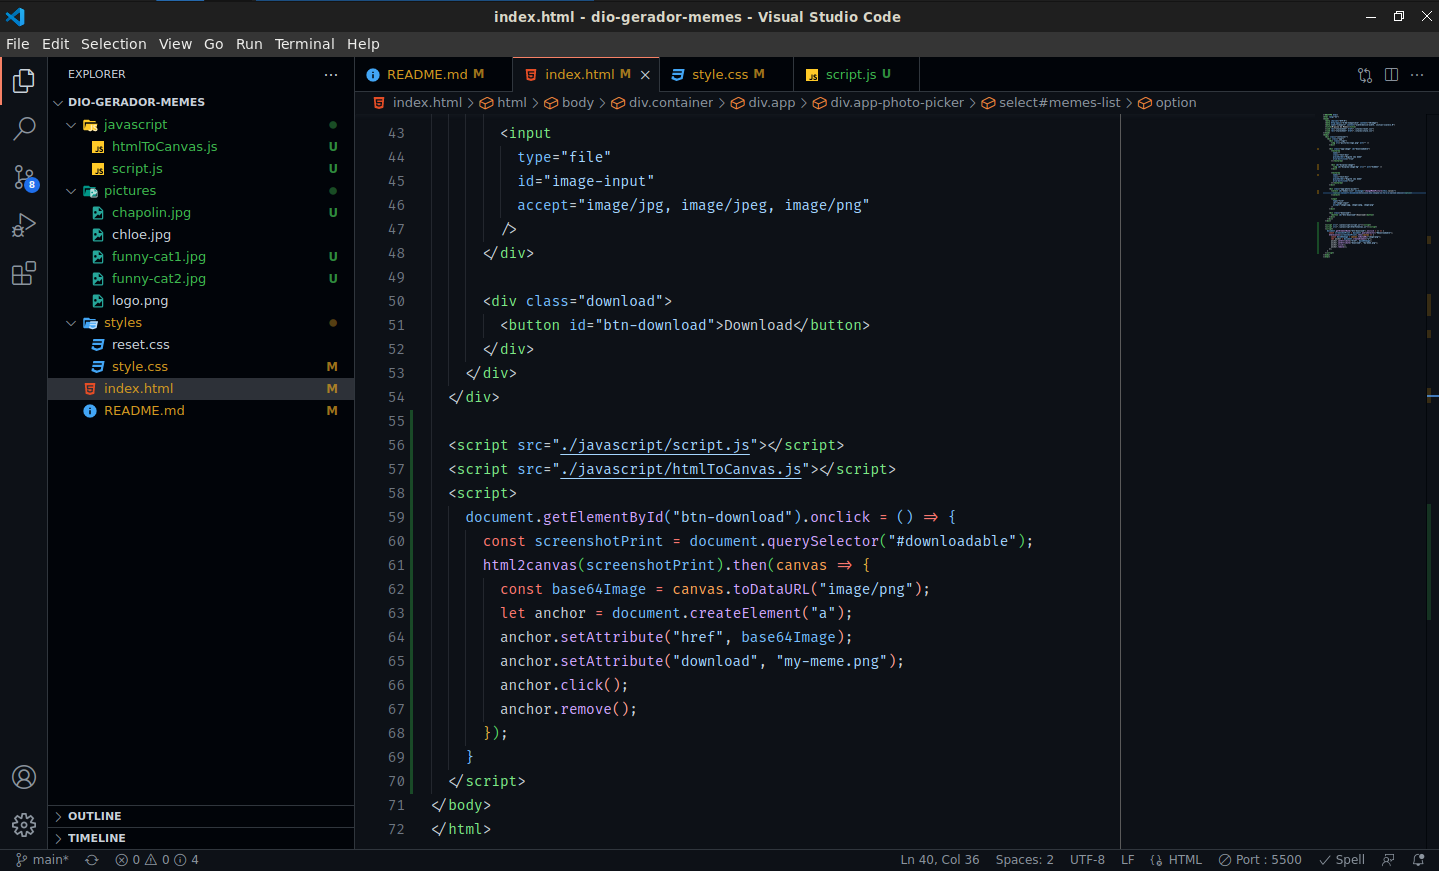 index.html - dio-gerador-memes - Visual Studio Code
File Edit Selection View Go Run Terminal Help
EXPLORER
DIO-GERADOR-MEMES
javascript
htmlToCanvas.js U
script.js U
pictures
chapolin.jpg U
chloe.jpg
funny-cat1.jpg U
funny-cat2.jpg U
logo.png
styles
reset.css
style.css M
index.html M
README.md M
OUTLINE
TIMELINE
8
README.md M index.html M style.css M script.js U
index.html > html > body > div.container > div.app > div.app-photo-picker > select#memes-list > option
43 <input
44 type="file"
45 id="image-input"
46 accept="image/jpg, image/jpeg, image/png"
47 />
48 </div>
49
50 <div class="download">
51 <button id="btn-download">Download</button>
52 </div>
53 </div>
54 </div>
55
56 <script src="./javascript/script.js"></script>
57 <script src="./javascript/htmlToCanvas.js"></script>
58 <script>
59 document.getElementById("btn-download").onclick = () => {
60 const screenshotPrint = document.querySelector("#downloadable");
61 html2canvas(screenshotPrint).then(canvas => {
62 const base64Image = canvas.toDataURL("image/png");
63 let anchor = document.createElement("a");
64 anchor.setAttribute("href", base64Image);
65 anchor.setAttribute("download", "my-meme.png");
66 anchor.click();
67 anchor.remove();
68 });
69 }
70 </script>
71 </body>
72 </html>
main* 0 0 4 Ln 40, Col 36 Spaces: 2 UTF-8 LF HTML Port : 5500 Spell